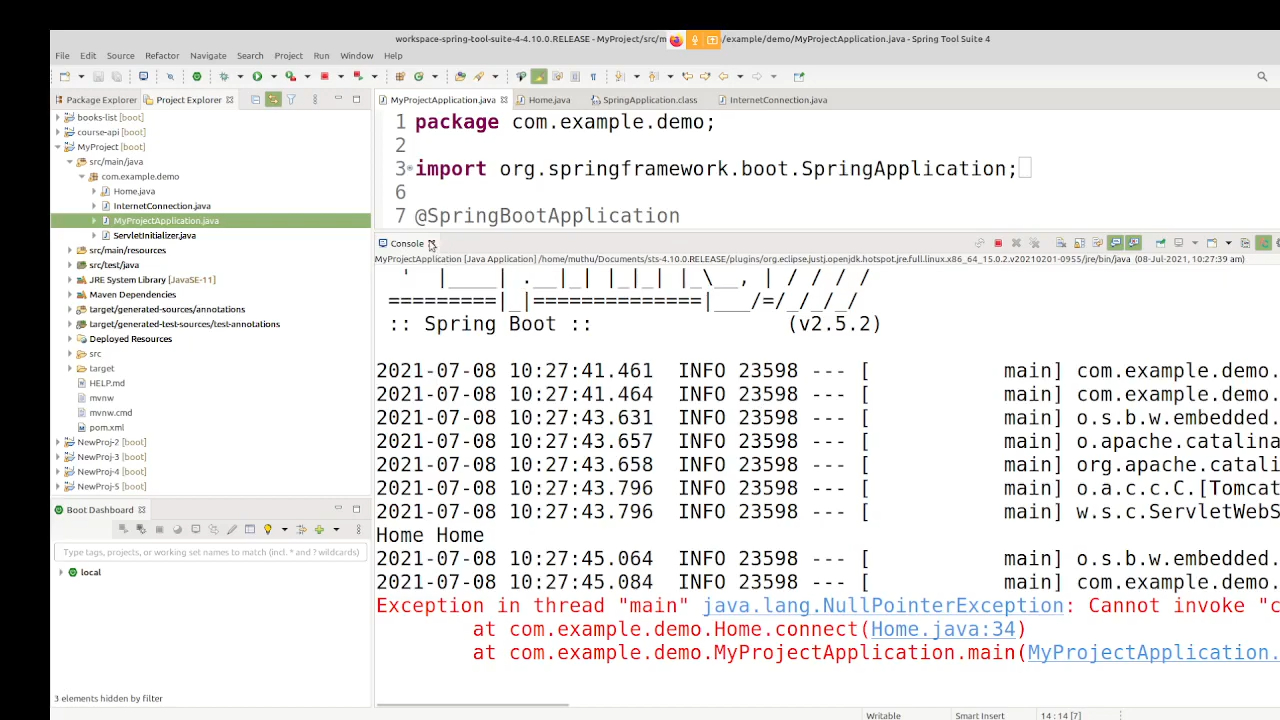 workspace-spring-tool-suite-4-4.10.0.RELEASE - MyProject/src/m /example/demo/MyProjectApplication.java - Spring Tool Suite 4
File Edit Source Refactor Navigate Search Project Run Window Help
Package Explorer Project Explorer
MyProjectApplication.java Home.java SpringApplication.class InternetConnection.java
books-list [boot]
course-api [boot]
MyProject [boot]
src/main/java
com.example.demo
Home.java
InternetConnection.java
MyProjectApplication.java
ServletInitializer.java
src/main/resources
src/test/java
JRE System Library [JavaSE-11]
Maven Dependencies
target/generated-sources/annotations
target/generated-test-sources/test-annotations
Deployed Resources
src
target
HELP.md
mvnw
mvnw.cmd
pom.xml
NewProj-2 [boot]
NewProj-3 [boot]
NewProj-4 [boot]
NewProj-5 [boot]
Boot Dashboard
Type tags, projects, or working set names to match (incl. * and ? wildcards)
local
3 elements hidden by filter
1 package com.example.demo;
2
3 import org.springframework.boot.SpringApplication;
6
7 @SpringBootApplication
Console
MyProjectApplication [Java Application] /home/muthu/Documents/sts-4.10.0.RELEASE/plugins/org.eclipse.justj.openjdk.hotspot.jre.full.linux.x86_64_15.0.2.v20210201-0955/jre/bin/java (08-Jul-2021, 10:27:39 am)
' |____| .__|_| |_|_| |_\__, | / / / /
=========|_|==============|___/=/_/_/_/
:: Spring Boot :: (v2.5.2)
2021-07-08 10:27:41.461 INFO 23598 --- [ main] com.example.demo.
2021-07-08 10:27:41.464 INFO 23598 --- [ main] com.example.demo.
2021-07-08 10:27:43.631 INFO 23598 --- [ main] o.s.b.w.embedded.
2021-07-08 10:27:43.657 INFO 23598 --- [ main] o.apache.catalina
2021-07-08 10:27:43.658 INFO 23598 --- [ main] org.apache.catali
2021-07-08 10:27:43.796 INFO 23598 --- [ main] o.a.c.c.C.[Tomcat
2021-07-08 10:27:43.796 INFO 23598 --- [ main] w.s.c.ServletWebS
Home Home
2021-07-08 10:27:45.064 INFO 23598 --- [ main] o.s.b.w.embedded.
2021-07-08 10:27:45.084 INFO 23598 --- [ main] com.example.demo.
Exception in thread "main" java.lang.NullPointerException: Cannot invoke "c
at com.example.demo.Home.connect(Home.java:34)
at com.example.demo.MyProjectApplication.main(MyProjectApplication.
Writable Smart Insert 14 : 14 [7]